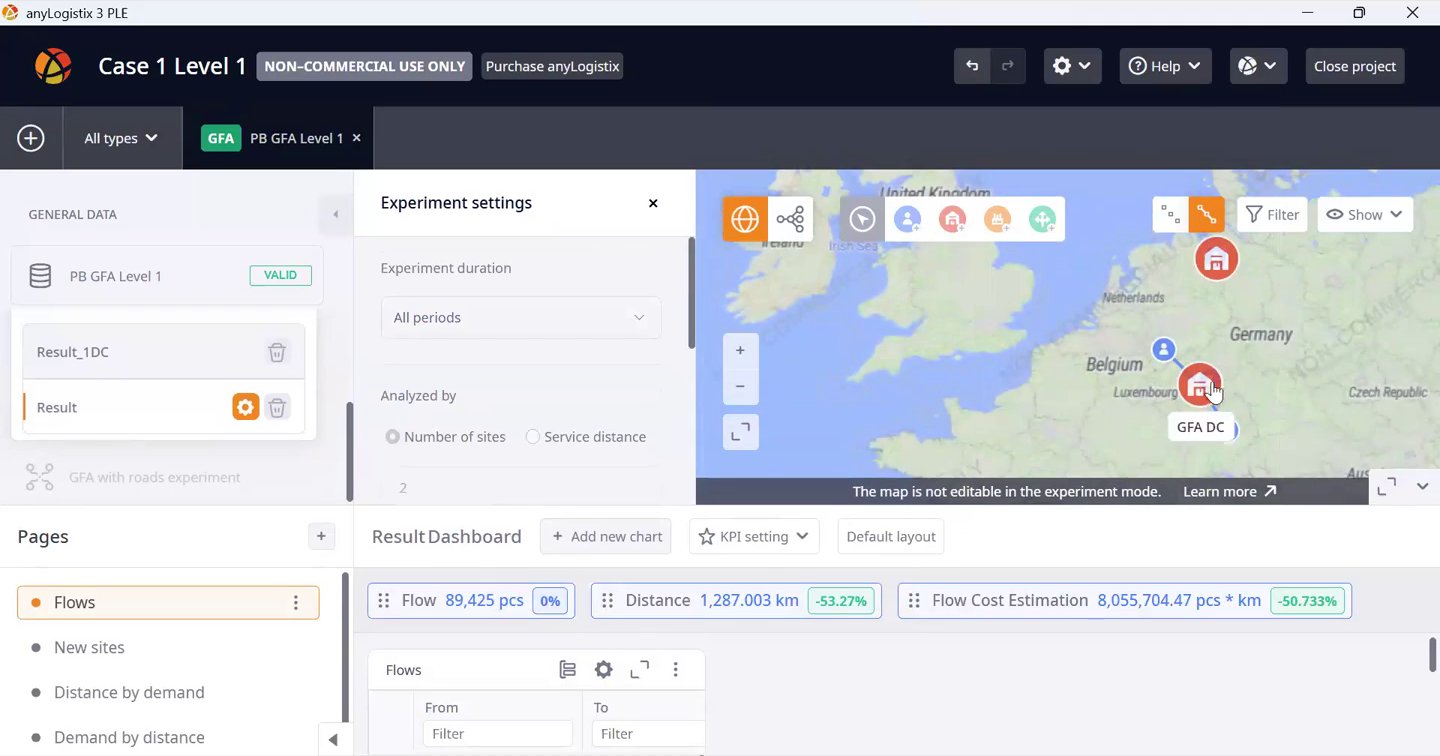 anyLogistix 3 PLE
Case 1 Level 1
NON-COMMERCIAL USE ONLY
Purchase anyLogistix
Help
Close project
All types
GFA
PB GFA Level 1
GENERAL DATA
PB GFA Level 1
VALID
Result_1DC
Result
GFA with roads experiment
Experiment settings
Experiment duration
All periods
Analyzed by
Number of sites
Service distance
2
United Kingdom
Ireland
Irish Sea
Filter
Show
Netherlands
Germany
Belgium
Luxembourg
Czech Republic
GFA DC
The map is not editable in the experiment mode.
Learn more
Pages
Flows
New sites
Distance by demand
Demand by distance
Result Dashboard
+ Add new chart
KPI setting
Default layout
Flow 89,425 pcs 0%
Distance 1,287.003 km -53.27%
Flow Cost Estimation 8,055,704.47 pcs * km -50.733%
Flows
From
To
Filter
Filter